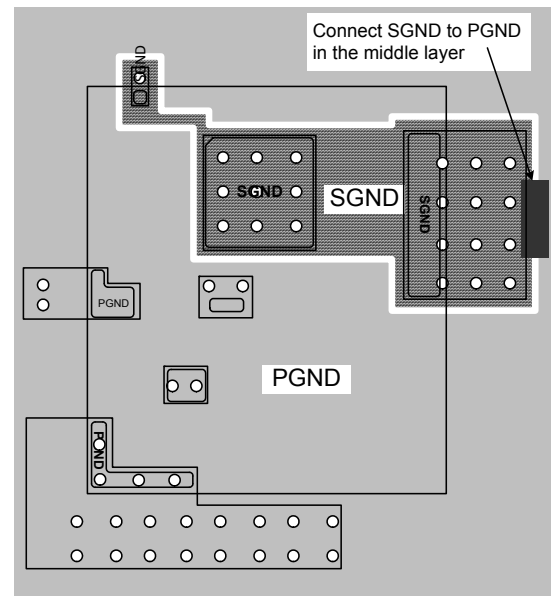 Connect SGND to PGND
in the middle layer
SGND
SGND
SGND
SGND
PGND
PGND
PGND